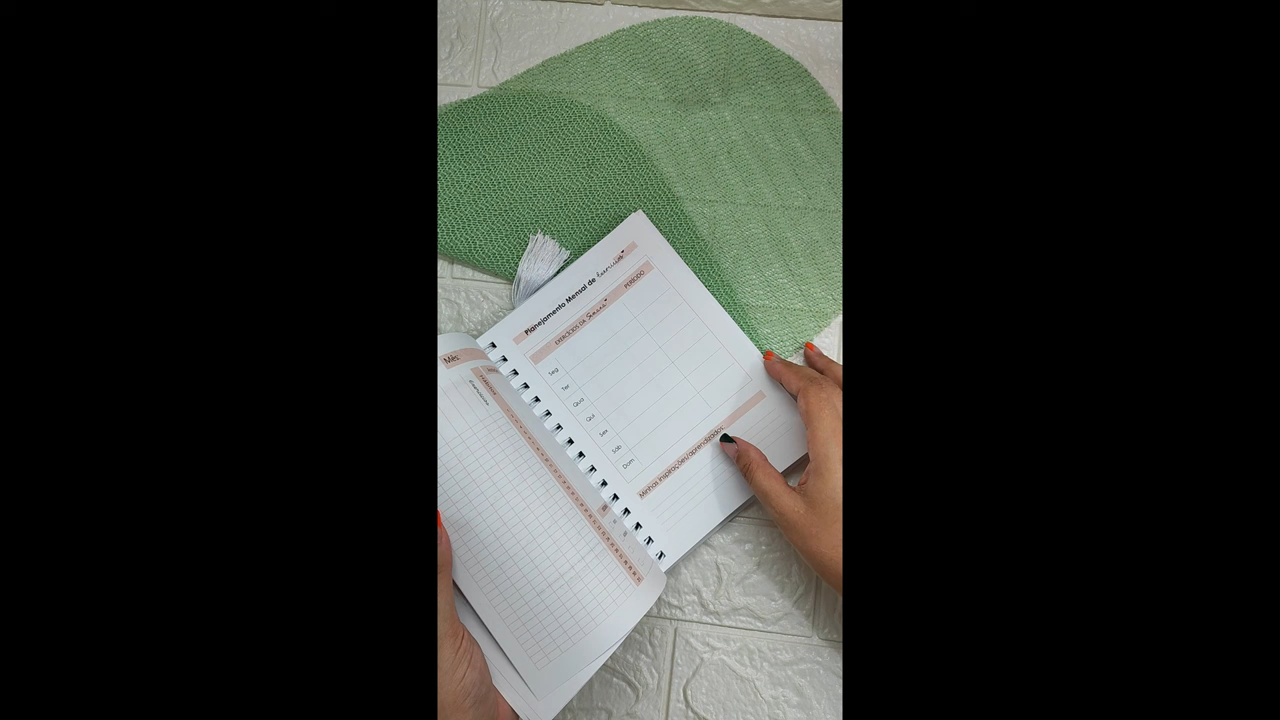 Mês:
HÁBITOS
Planejamento Mensal de Exercícios
EXERCÍCIOS DA Semana
PERÍODO
Seg
Ter
Qua
Qui
Sex
Sáb
Dom
Minhas inspirações/aprendizados: